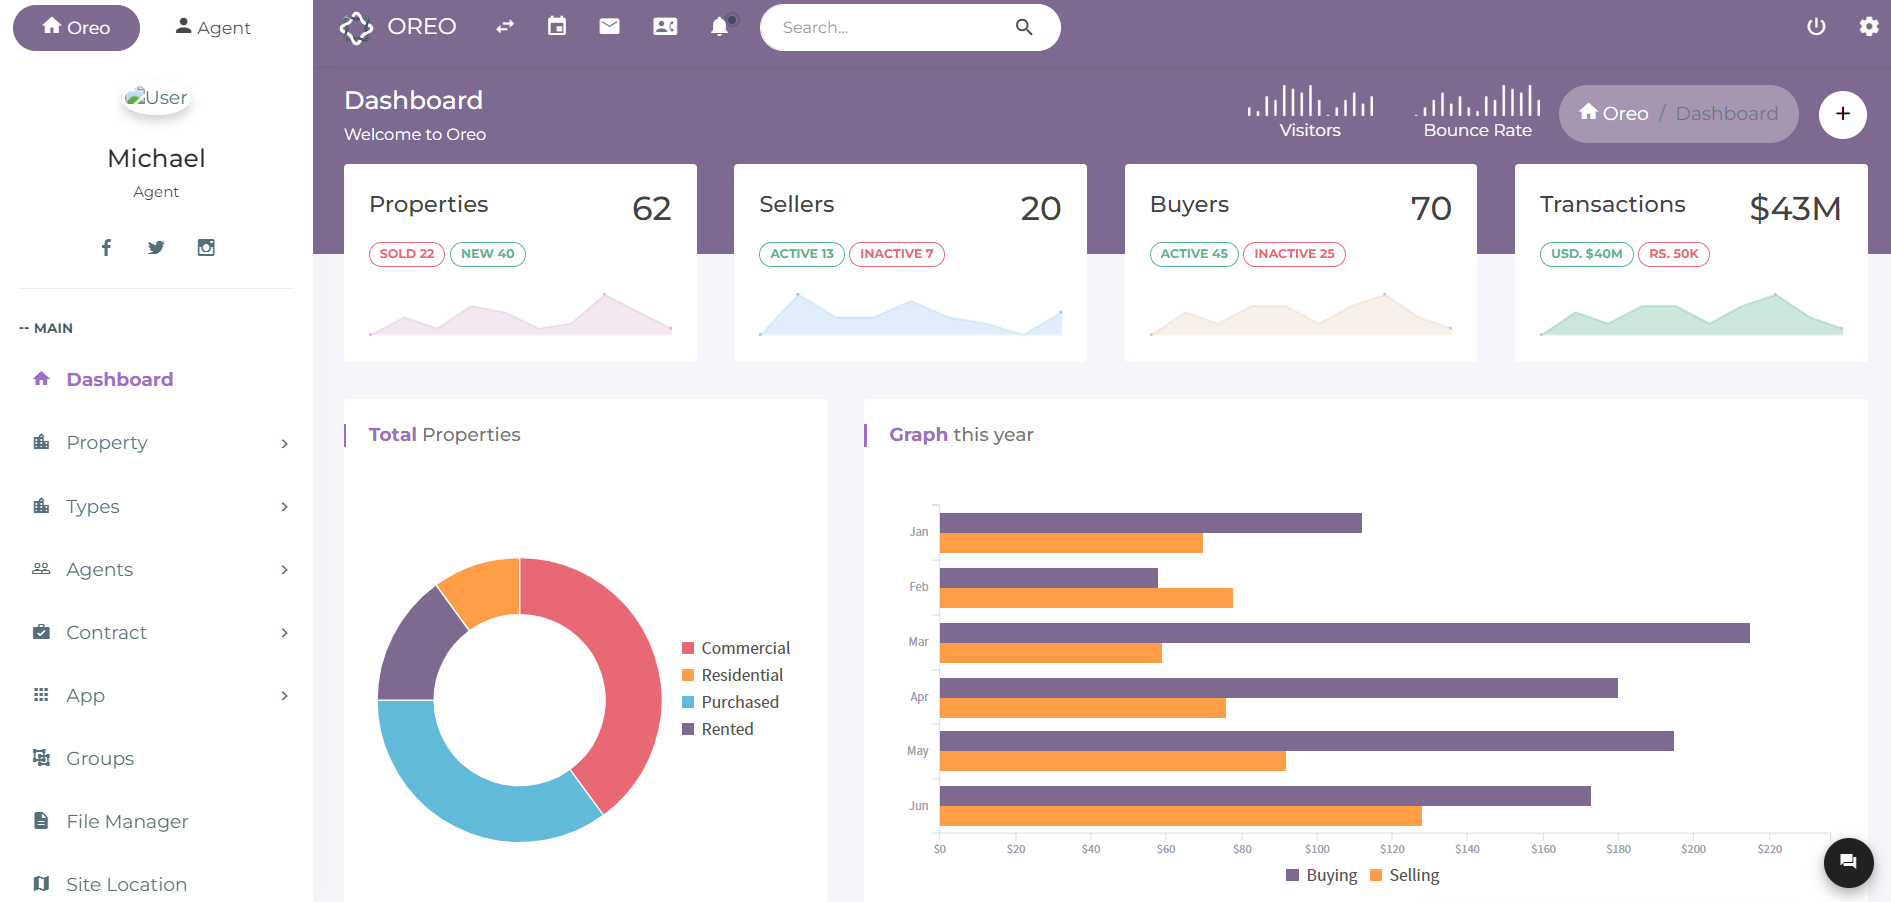 Oreo
Agent
User
Michael
Agent
-- MAIN
Dashboard
Property
Types
Agents
Contract
App
Groups
File Manager
Site Location
OREO
Search...
Dashboard
Welcome to Oreo
Visitors
Bounce Rate
Oreo / Dashboard
+
Properties 62
SOLD 22 NEW 40
Sellers 20
ACTIVE 13 INACTIVE 7
Buyers 70
ACTIVE 45 INACTIVE 25
Transactions $43M
USD. $40M RS. 50K
Total Properties
Commercial
Residential
Purchased
Rented
Graph this year
Jan
Feb
Mar
Apr
May
Jun
$0 $20 $40 $60 $80 $100 $120 $140 $160 $180 $200 $220
Buying Selling